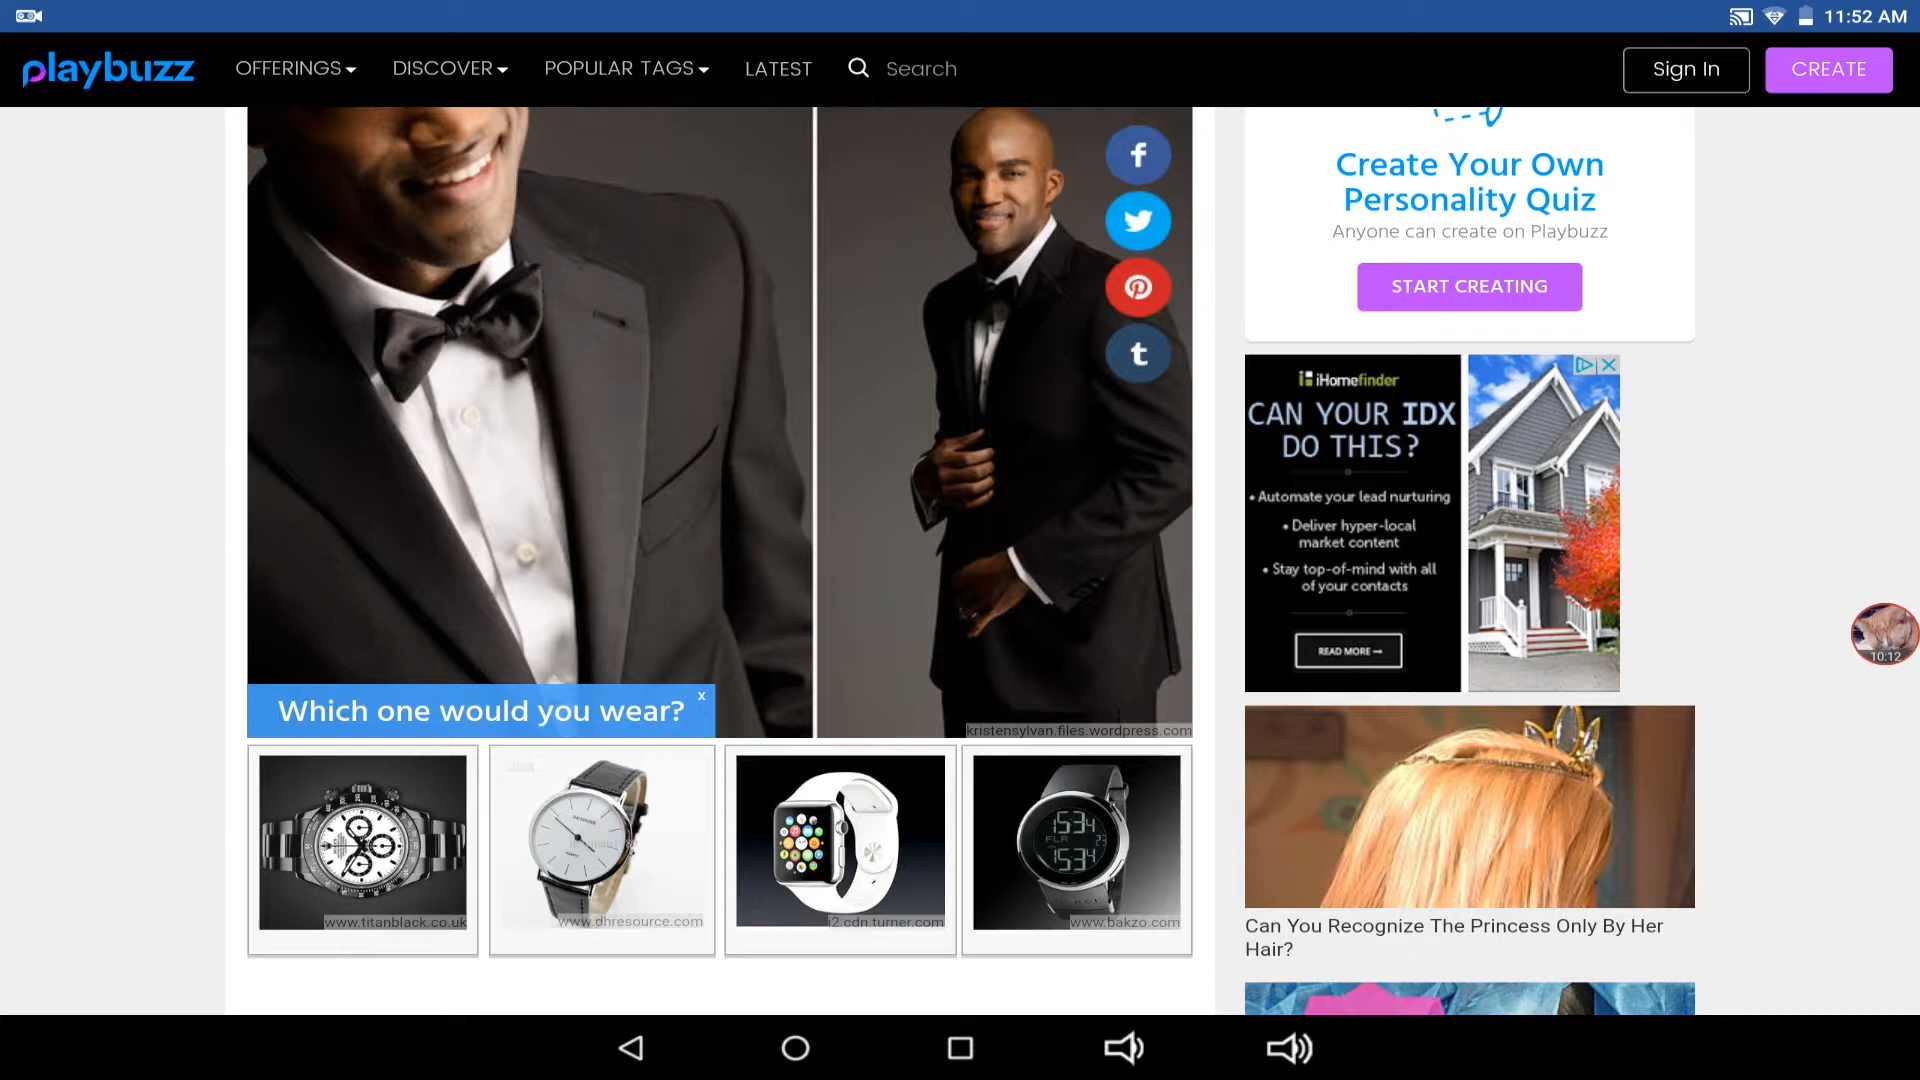 11:52 AM
playbuzz
OFFERINGS
DISCOVER
POPULAR TAGS
LATEST
Search
Sign In
CREATE
f
t
Create Your Own
Personality Quiz
Anyone can create on Playbuzz
START CREATING
iHomefinder
CAN YOUR IDX
DO THIS?
• Automate your lead nurturing
• Deliver hyper-local
market content
• Stay top-of-mind with all
of your contacts
READ MORE →
10:12
Which one would you wear?
x
kristensylvan.files.wordpress.com
www.titanblack.co.uk
www.dhresource.com
i2.cdn.turner.com
1534
FLR 23
1534
www.bakzo.com
Can You Recognize The Princess Only By Her
Hair?